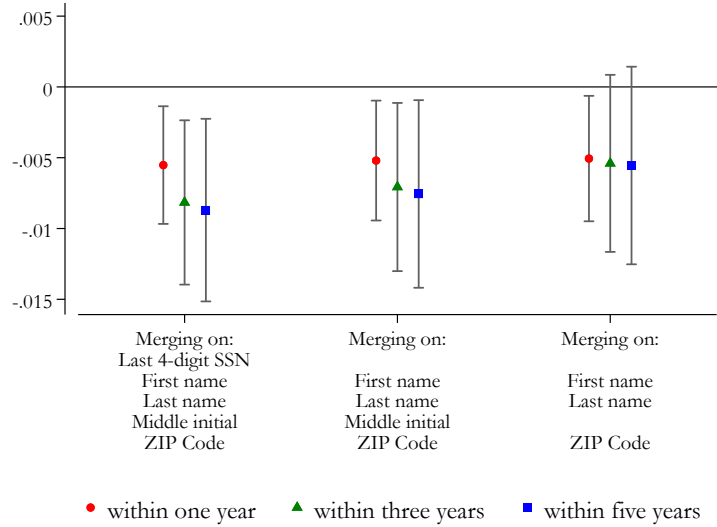 .005
0
-.005
-.01
-.015
Merging on:
Last 4-digit SSN
First name
Last name
Middle initial
ZIP Code
Merging on:
First name
Last name
Middle initial
ZIP Code
Merging on:
First name
Last name
ZIP Code
within one year within three years within five years